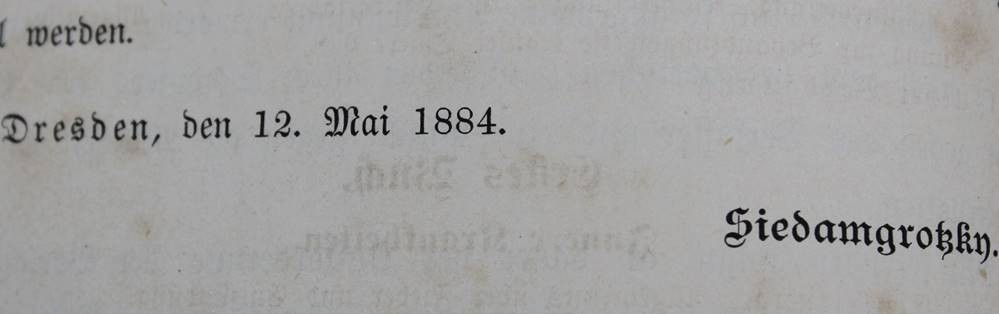 werden.
Dresden, den 12. Mai 1884.
Siedamgrotzky.